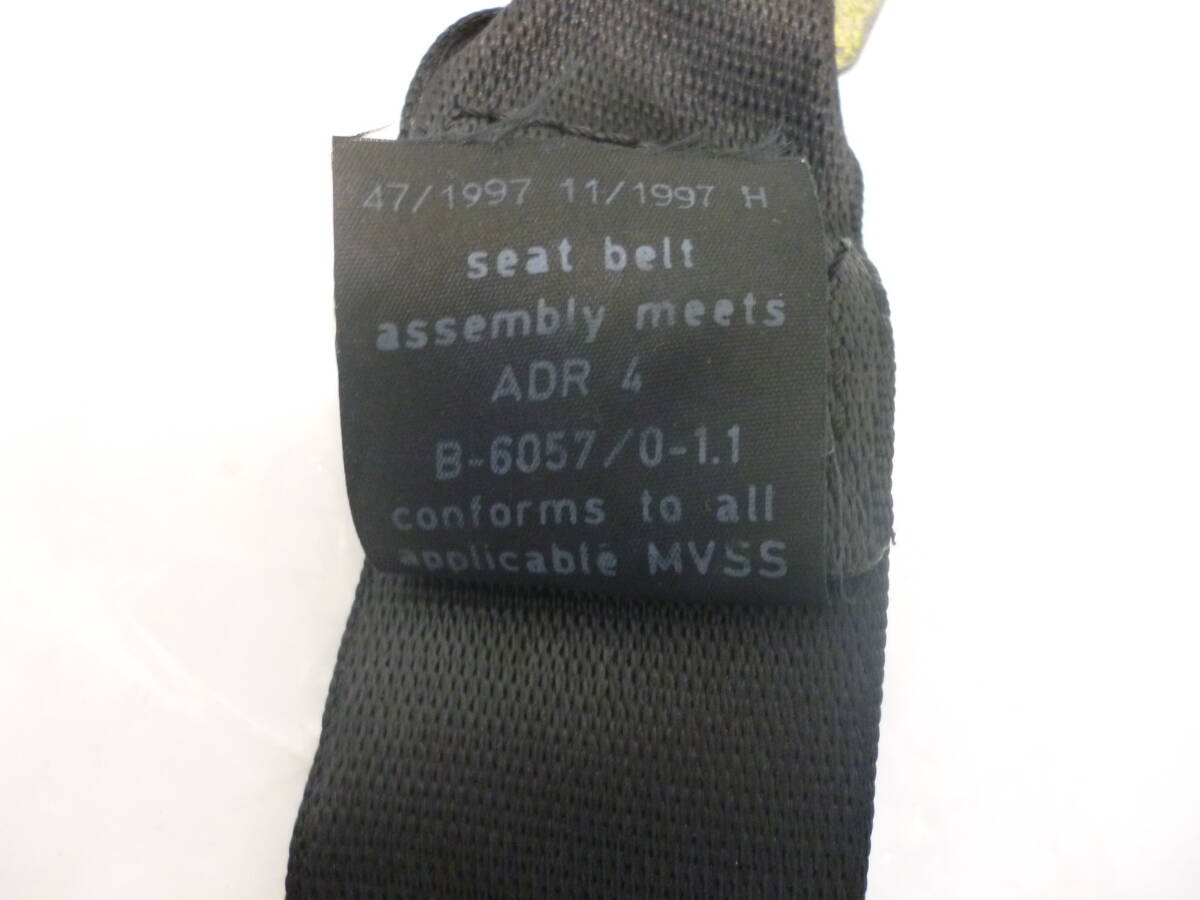 47/1997 11/1997 H
seat belt
assembly meets
ADR 4
B-6057/0-1.1
conforms to all
applicable MVSS